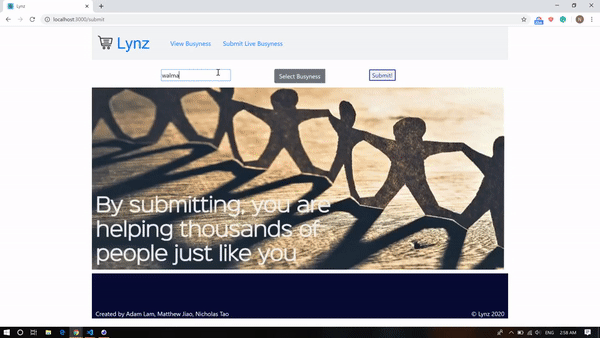 Lynz
localhost:3000/submit
Lynz
View Busyness
Submit Live Busyness
walma
Select Busyness
Submit!
By submitting, you are
helping thousands of
people just like you
Created by Adam Lam, Matthew Jiao, Nicholas Tao
© Lynz 2020
ENG
2:58 AM